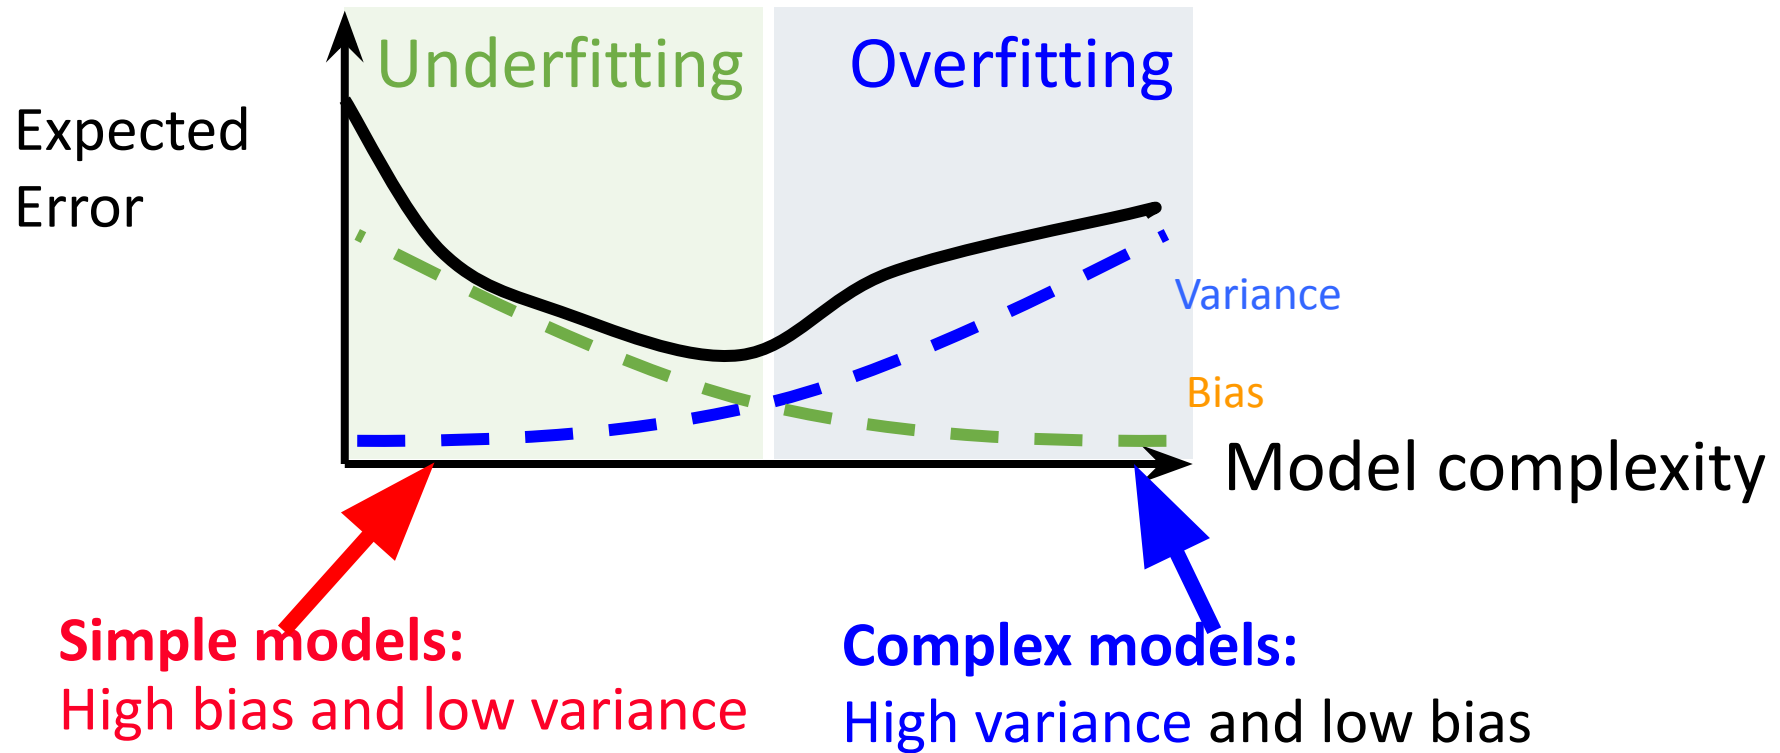 Underfitting
Overfitting
Expected
Error
Variance
Bias
Model complexity
Simple models:
High bias and low variance
Complex models:
High variance and low bias